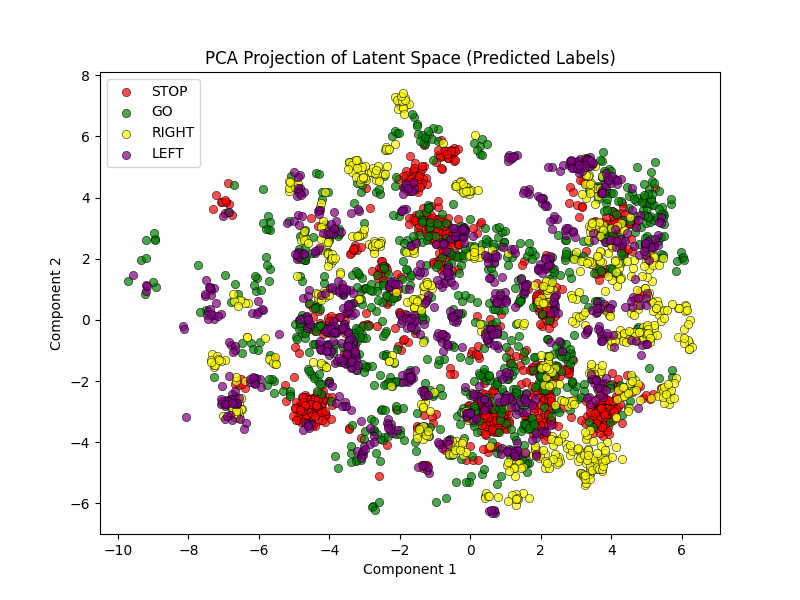 PCA Projection of Latent Space (Predicted Labels)
STOP
GO
RIGHT
LEFT
8
6
4
2
0
−2
−4
−6
Component 2
−10
−8
−6
−4
−2
0
2
4
6
Component 1